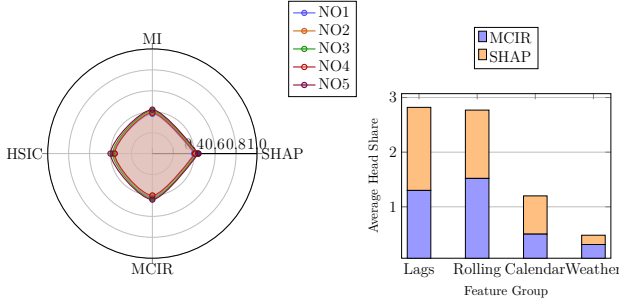 NO1
NO2
NO3
NO4
NO5
MI
HSIC
SHAP
MCIR
0.40.60.81.0
MCIR
SHAP
3
2
1
Average Head Share
Lags
Rolling
Calendar
Weather
Feature Group